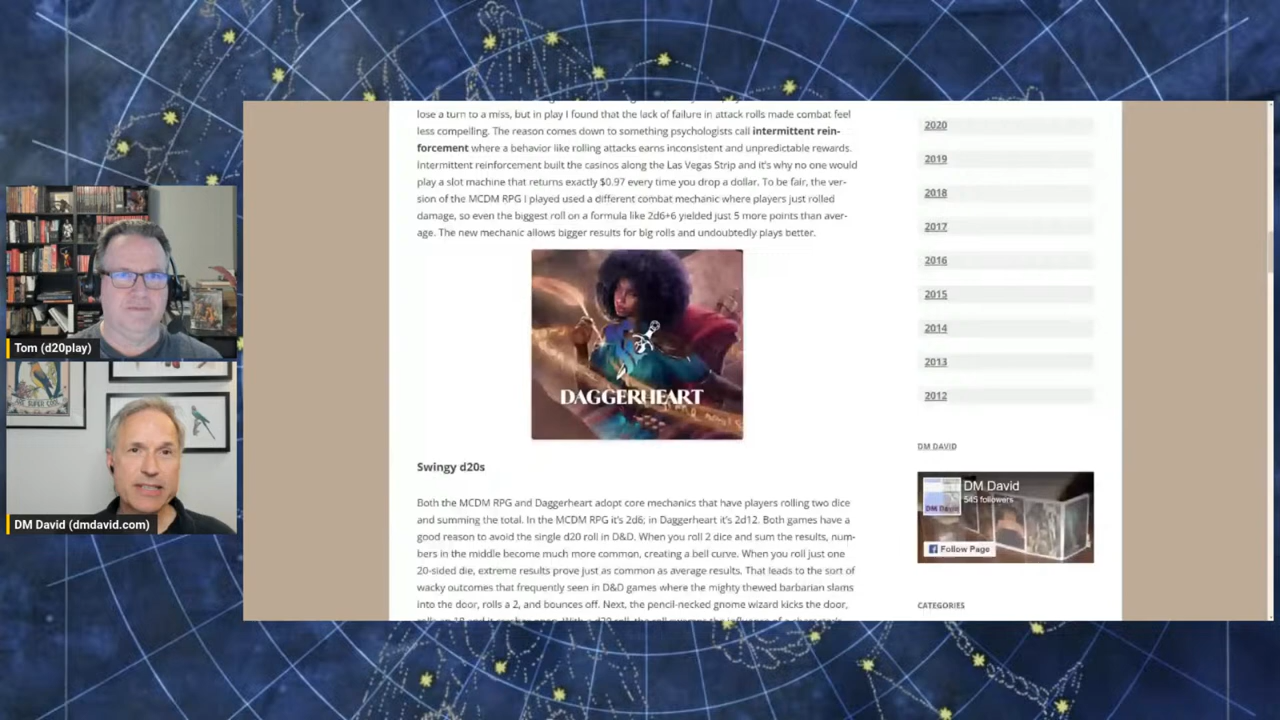 lose a turn to a miss, but in play I found that the lack of failure in attack rolls made combat feel
less compelling. The reason comes down to something psychologists call intermittent rein-
forcement where a behavior like rolling attacks earns inconsistent and unpredictable rewards.
Intermittent reinforcement built the casinos along the Las Vegas Strip and it's why no one would
play a slot machine that returns exactly $0.97 every time you drop a dollar. To be fair, the ver-
sion of the MCDM RPG I played used a different combat mechanic where players just rolled
damage, so even the biggest roll on a formula like 2d6+6 yielded just 5 more points than aver-
age. The new mechanic allows bigger results for big rolls and undoubtedly plays better.
DAGGERHEART
Swingy d20s
Both the MCDM RPG and Daggerheart adopt core mechanics that have players rolling two dice
and summing the total. In the MCDM RPG it's 2d6; in Daggerheart it's 2d12. Both games have a
good reason to avoid the single d20 roll in D&D. When you roll 2 dice and sum the results, num-
bers in the middle become much more common, creating a bell curve. When you roll just one
20-sided die, extreme results prove just as common as average results. That leads to the sort of
wacky outcomes that frequently seen in D&D games where the mighty thewed barbarian slams
into the door, rolls a 2, and bounces off. Next, the pencil-necked gnome wizard kicks the door,
2020
2019
2018
2017
2016
2015
2014
2013
2012
DM DAVID
DM David
545 followers
DM David
Follow Page
CATEGORIES
Tom (d20play)
THE SUPER COOL
DM David (dmdavid.com)